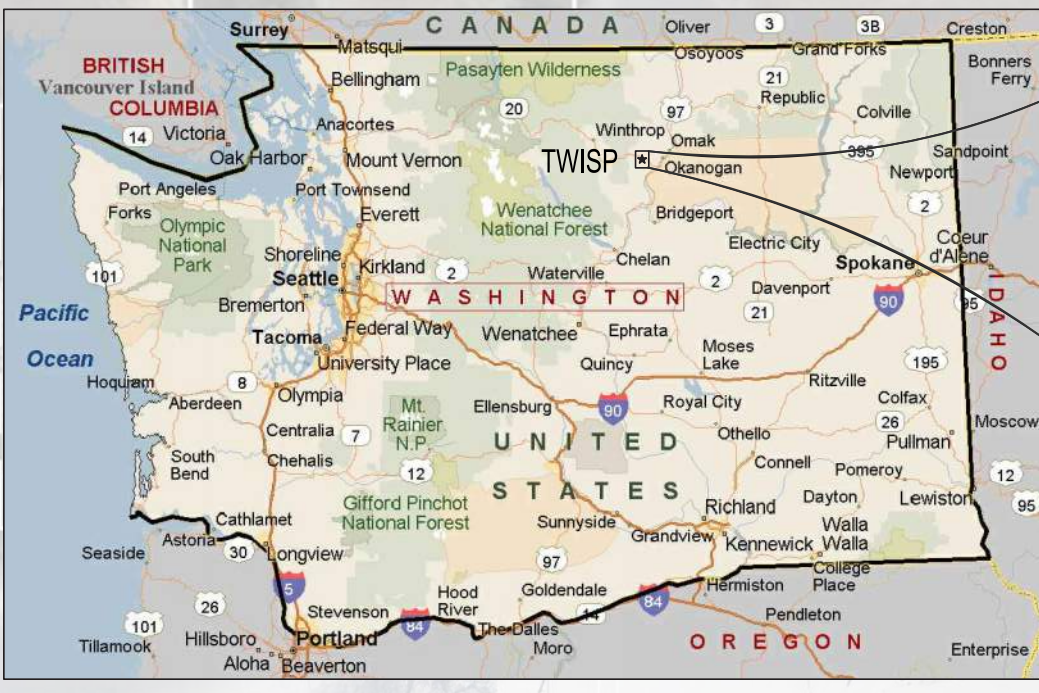 CANADA
Surrey
Oliver
3
3B
Creston
Matsqui
Osoyoos
Grand Forks
BRITISH
COLUMBIA
Vancouver Island
Bellingham
Pasayten Wilderness
21
Bonners
Ferry
20
97
Republic
Colville
14
Victoria
Anacortes
Winthrop
Omak
395
Sandpoint
Oak Harbor
Mount Vernon
TWISP
Okanogan
Newport
Port Angeles
Port Townsend
2
Forks
Everett
Wenatchee
National Forest
Bridgeport
Olympic
National
Park
Electric City
Coeur
d'Alene
Shoreline
Kirkland
Chelan
Spokane
101
Seattle
2
Waterville
2
Davenport
Bremerton
WASHINGTON
21
90
95
IDAHO
Pacific
Ocean
Tacoma
Federal Way
Wenatchee
Ephrata
University Place
Quincy
Moses
Lake
195
Hoquiam
8
Olympia
Ritzville
Aberdeen
Mt.
Rainier
N.P.
Ellensburg
90
Royal City
Colfax
26
Moscow
Centralia
7
UNITED
STATES
Othello
Pullman
South
Bend
Chehalis
12
Connell
Pomeroy
12
Gifford Pinchot
National Forest
Richland
Dayton
Lewiston
95
Cathlamet
Sunnyside
Walla
Walla
Astoria
Grandview
Kennewick
Seaside
30
Longview
97
College
Place
5
Hood
River
Goldendale
84
Hermiston
26
Stevenson
84
14
Pendleton
101
Hillsboro
Portland
The Dalles
OREGON
Tillamook
Moro
Enterprise
Aloha
Beaverton